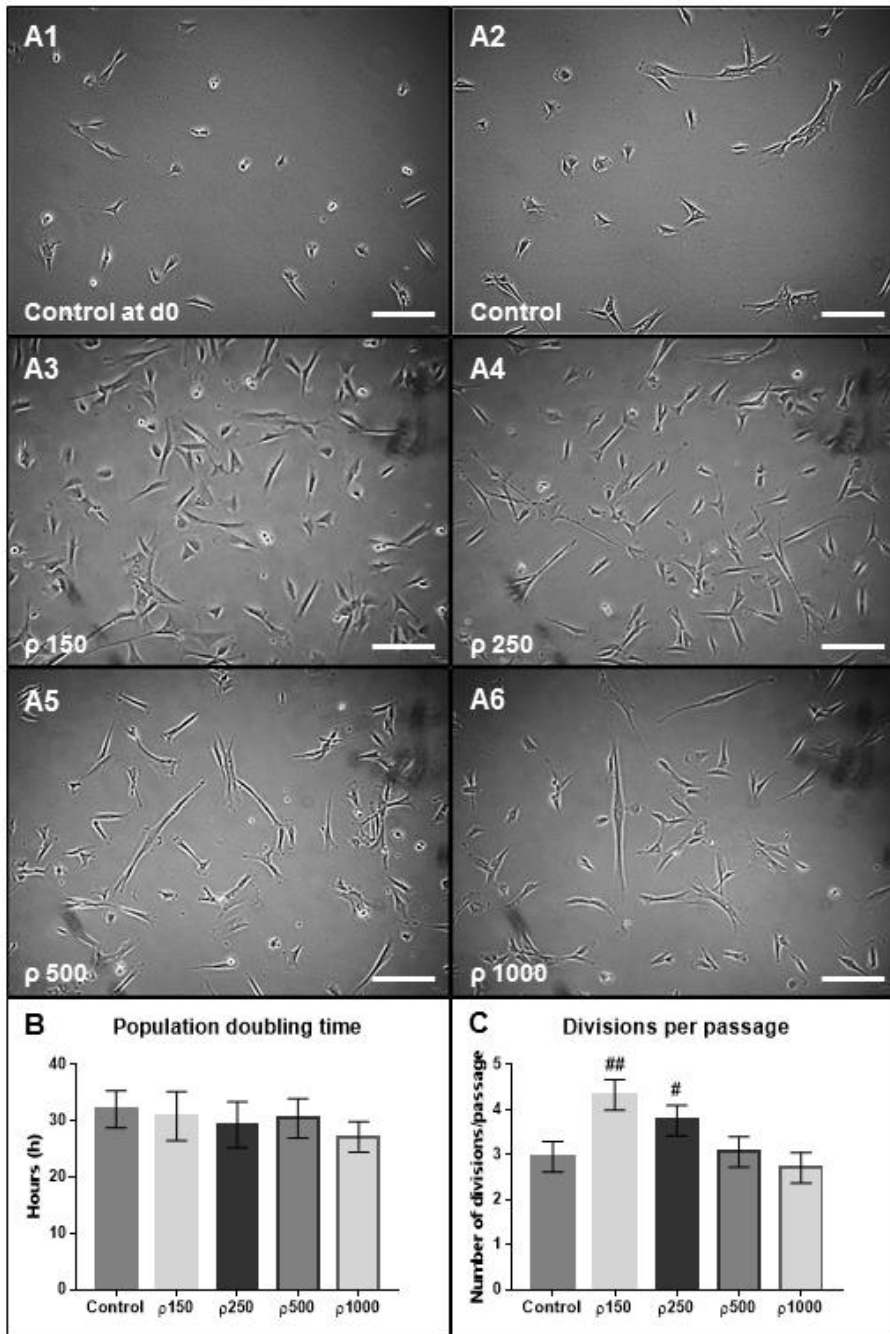 A1
Control at d0
A2
Control
A3
ρ 150
A4
ρ 250
A5
ρ 500
A6
ρ 1000
B
Population doubling time
Hours (h)
40
30
20
10
0
Control ρ150 ρ250 ρ500 ρ1000
C
Divisions per passage
Number of divisions/passage
5
4
3
2
1
0
##
#
Control ρ150 ρ250 ρ500 ρ1000